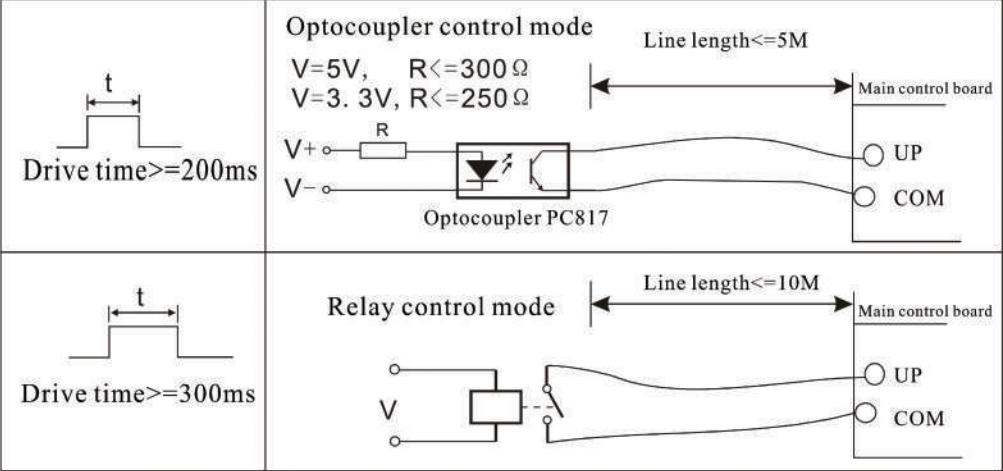 t
Drive time>=200ms
Optocoupler control mode
V=5V, R<=300Ω
V=3.3V, R<=250Ω
Line length<=5M
Main control board
R
V+
V-
UP
COM
Optocoupler PC817
t
Drive time>=300ms
Relay control mode
Line length<=10M
Main control board
V
UP
COM